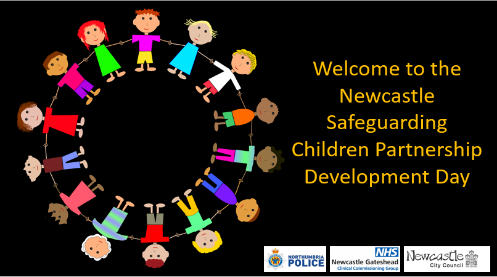 Welcome to the
Newcastle
Safeguarding
Children Partnership
Development Day
NORTHUMBRIA
POLICE
NHS
Newcastle Gateshead
Clinical Commissioning Group
Newcastle
City Council